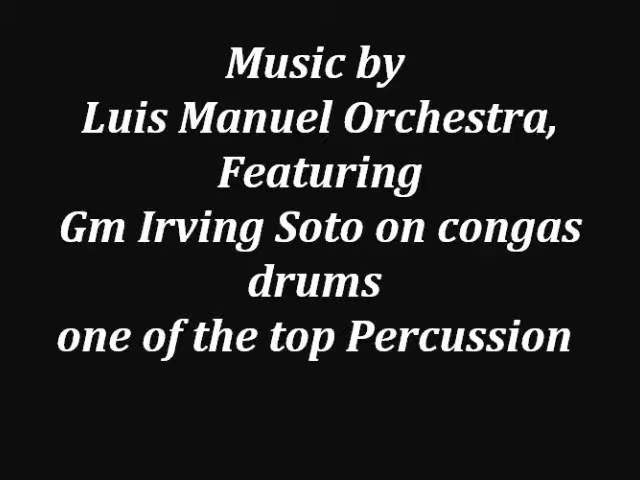 Music by
Luis Manuel Orchestra,
Featuring
Gm Irving Soto on congas
drums
one of the top Percussion